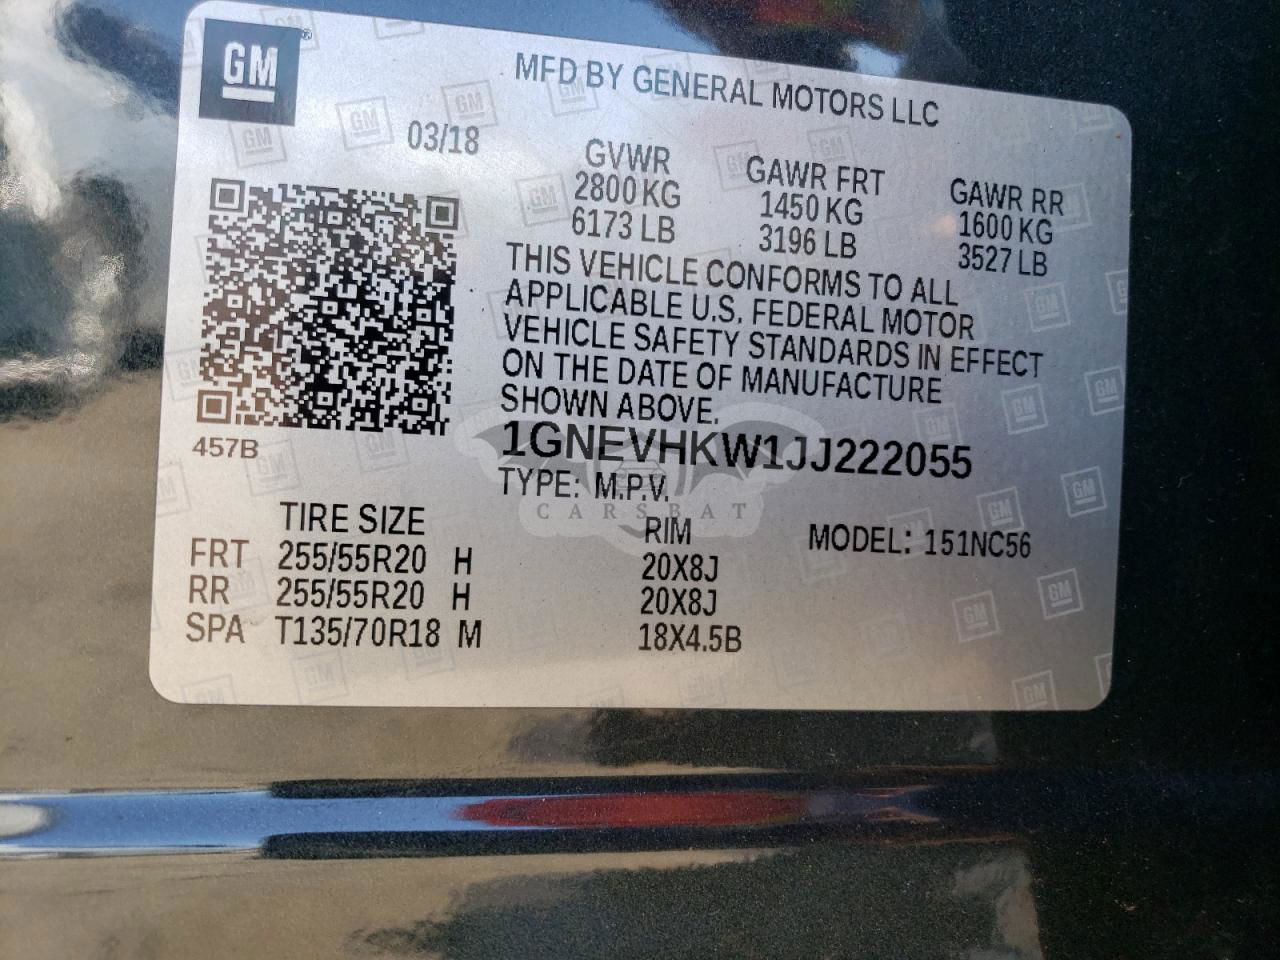 GM
MFD BY GENERAL MOTORS LLC
03/18
GVWR
2800 KG
6173 LB
GAWR FRT
1450 KG
3196 LB
GAWR RR
1600 KG
3527 LB
THIS VEHICLE CONFORMS TO ALL
APPLICABLE U.S. FEDERAL MOTOR
VEHICLE SAFETY STANDARDS IN EFFECT
ON THE DATE OF MANUFACTURE
SHOWN ABOVE.
457B
1GNEVHKW1JJ222055
TYPE: M.P.V.
CARSBAT
TIRE SIZE RIM MODEL: 151NC56
FRT 255/55R20 H 20X8J
RR 255/55R20 H 20X8J
SPA T135/70R18 M 18X4.5B